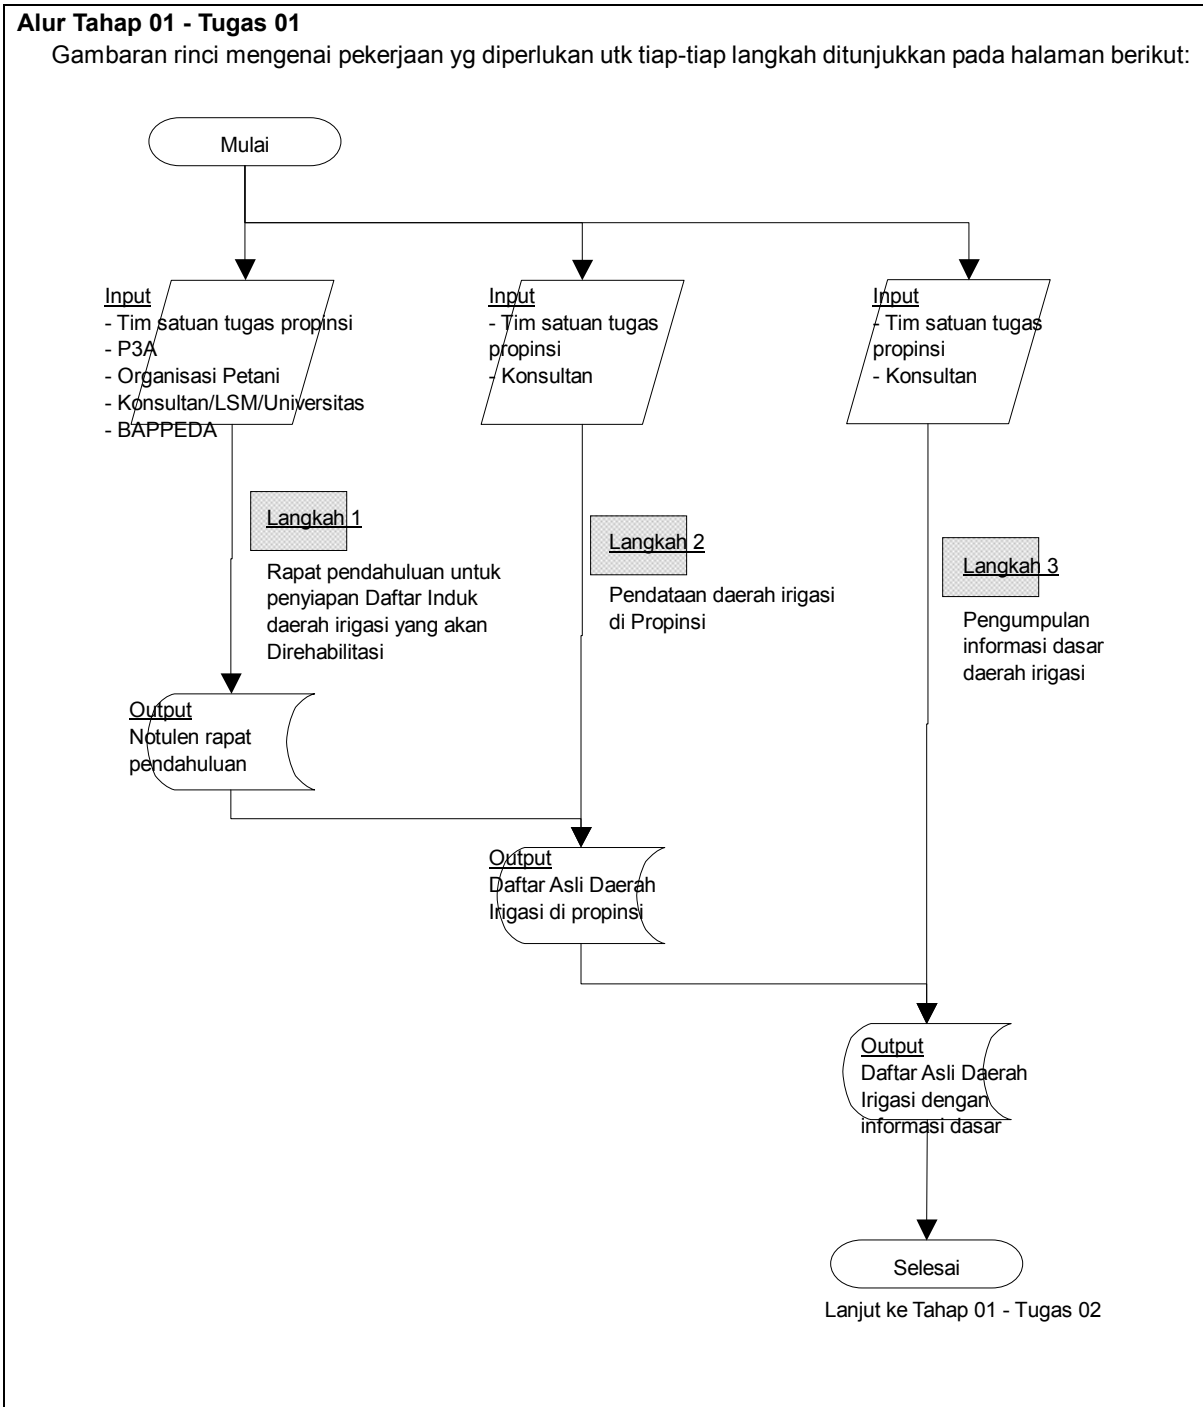 Alur Tahap 01 - Tugas 01
Gambaran rinci mengenai pekerjaan yg diperlukan utk tiap-tiap langkah ditunjukkan pada halaman berikut:
Mulai
Input
- Tim satuan tugas propinsi
- P3A
- Organisasi Petani
- Konsultan/LSM/Universitas
- BAPPEDA
Input
- Tim satuan tugas
propinsi
- Konsultan
Input
- Tim satuan tugas
propinsi
- Konsultan
Langkah 1
Rapat pendahuluan untuk
penyiapan Daftar Induk
daerah irigasi yang akan
Direhabilitasi
Langkah 2
Pendataan daerah irigasi
di Propinsi
Langkah 3
Pengumpulan
informasi dasar
daerah irigasi
Output
Notulen rapat
pendahuluan
Output
Daftar Asli Daerah
Irigasi di propinsi
Output
Daftar Asli Daerah
Irigasi dengan
informasi dasar
Selesai
Lanjut ke Tahap 01 - Tugas 02